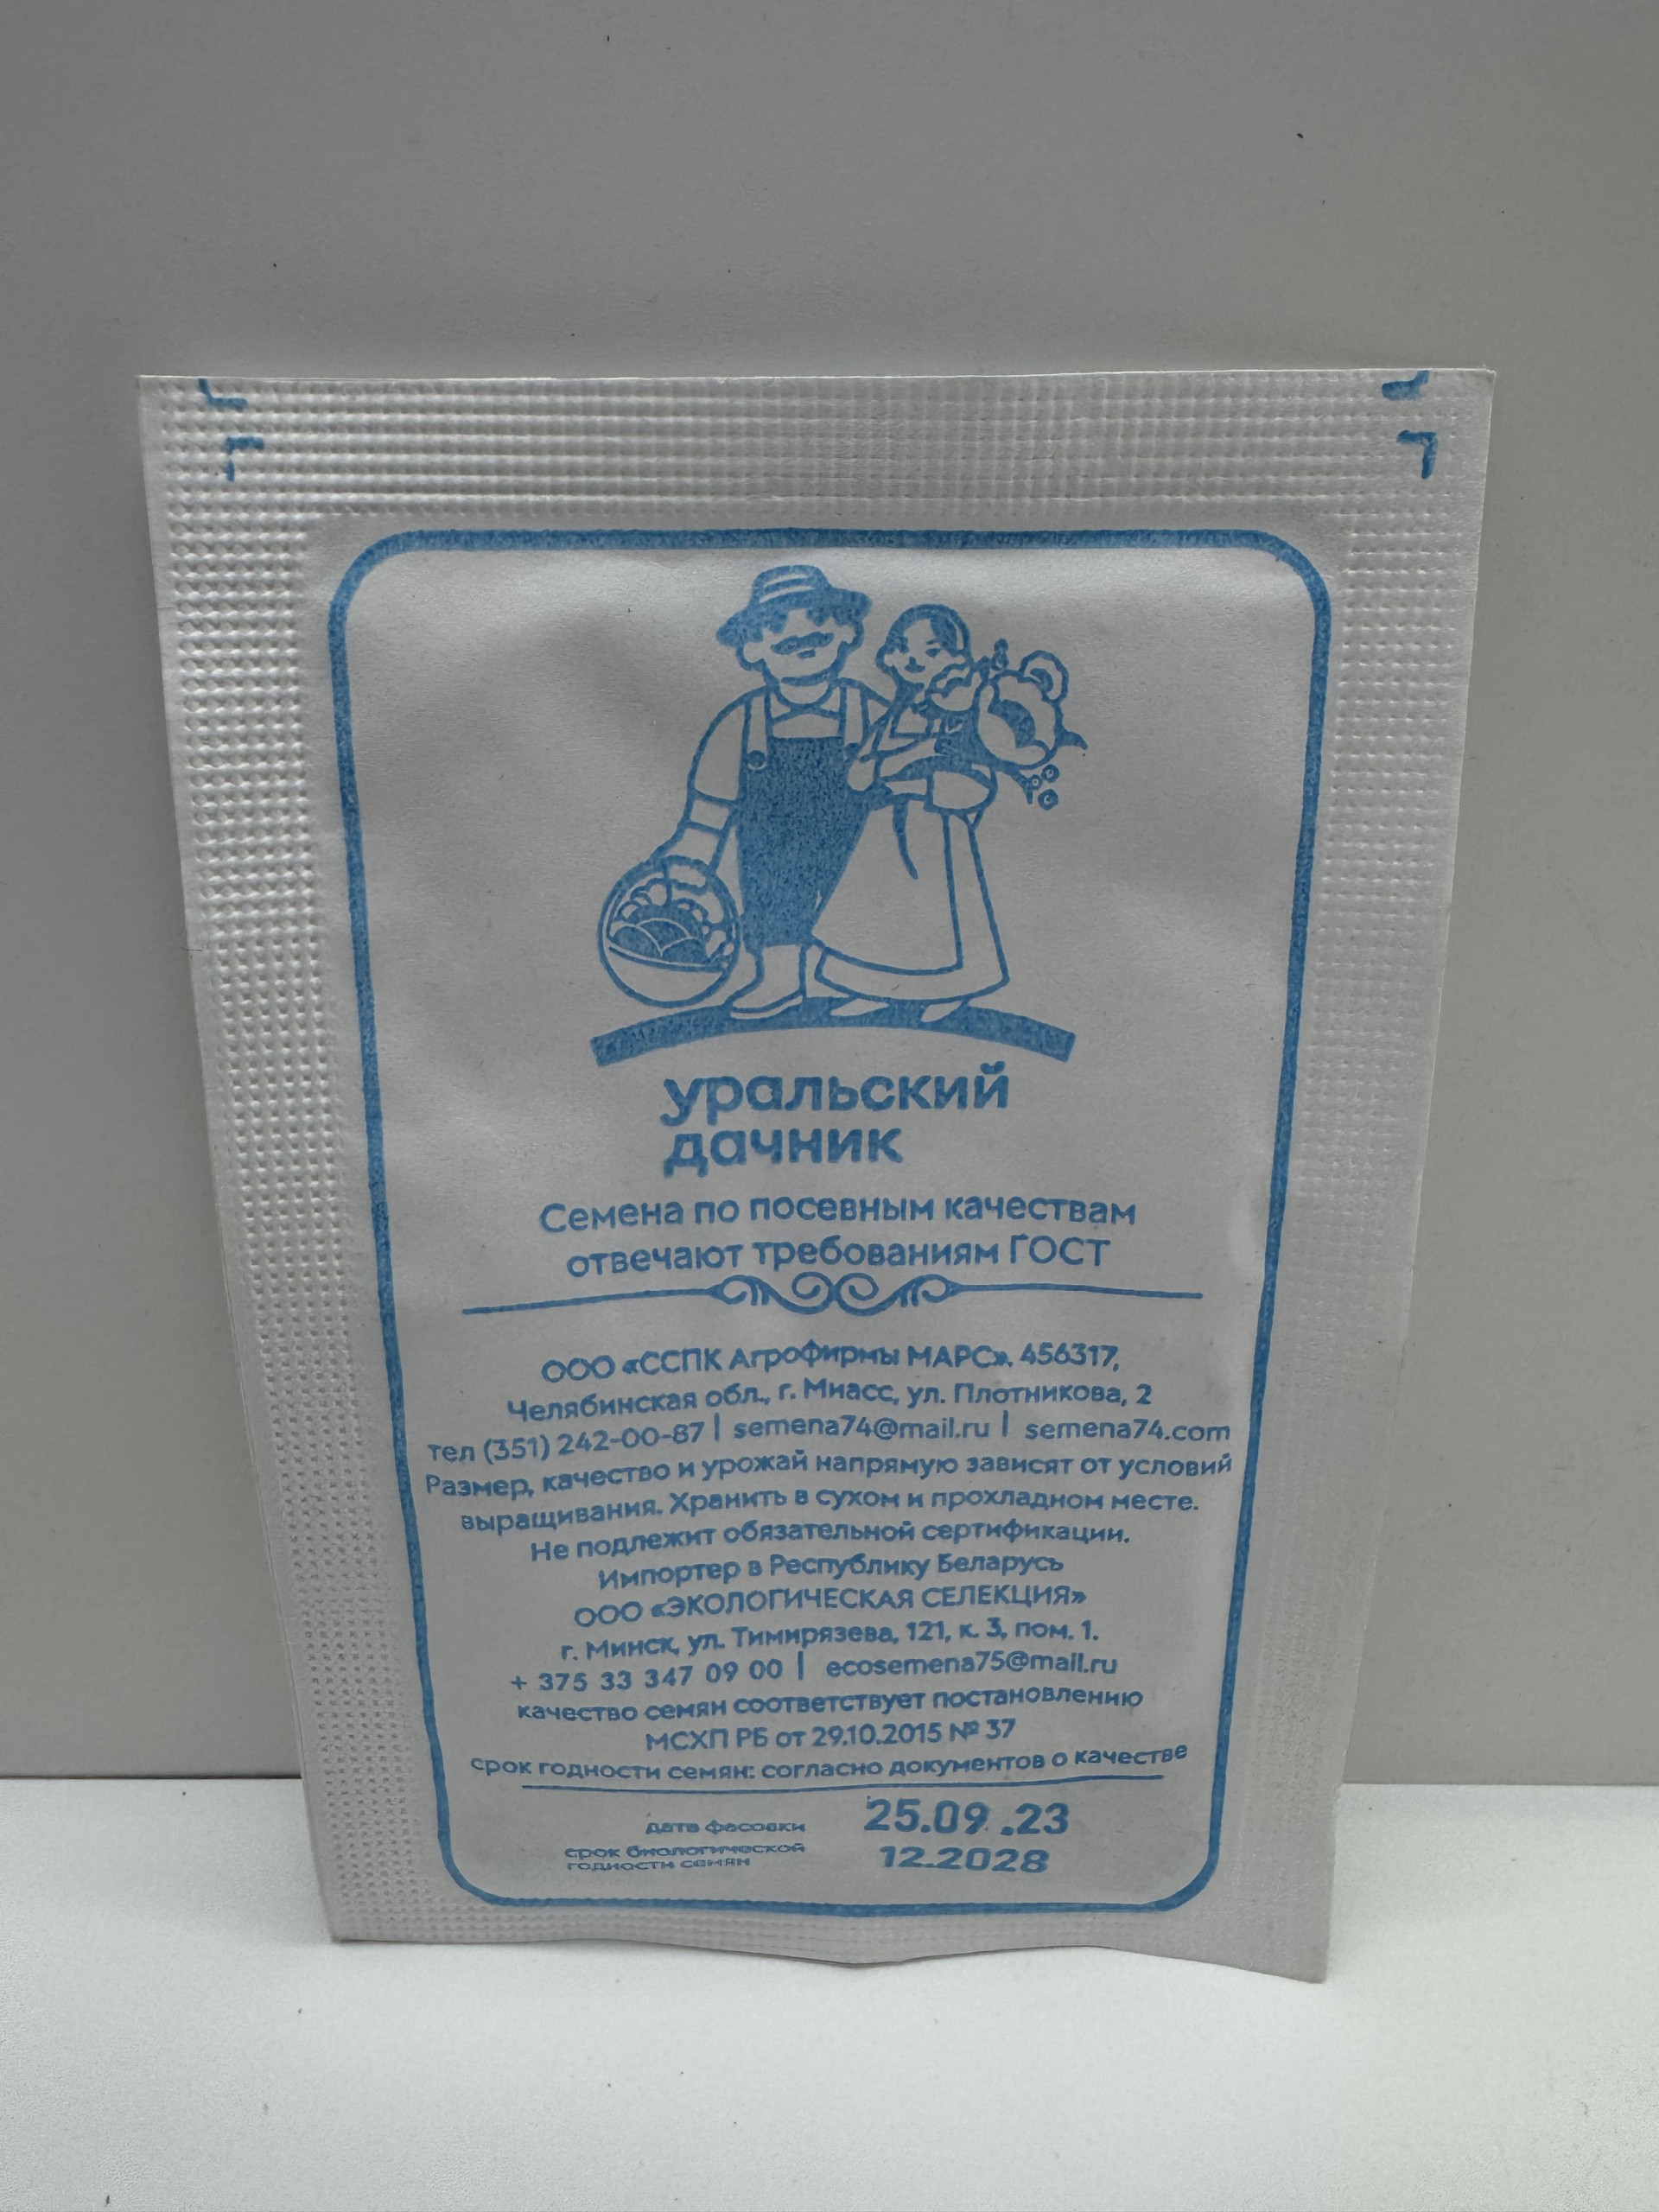 уральский
дачник
Семена по посевным качествам
отвечают требованиям ГОСТ
ООО «ССПК Агрофирмы МАРС», 456317,
Челябинская обл., г. Миасс, ул. Плотникова, 2
тел (351) 242-00-87 | semena74@mail.ru | semena74.com
Размер, качество и урожай напрямую зависят от условий
выращивания. Хранить в сухом и прохладном месте.
Не подлежит обязательной сертификации.
Импортер в Республику Беларусь
ООО «ЭКОЛОГИЧЕСКАЯ СЕЛЕКЦИЯ»
г. Минск, ул. Тимирязева, 121, к. 3, пом. 1.
+ 375 33 347 09 00 | ecosemena75@mail.ru
качество семян соответствует постановлению
МСХП РБ от 29.10.2015 № 37
срок годности семян: согласно документов о качестве
дата фасовки 25.09.23
срок биологической
годности семян 12.2028